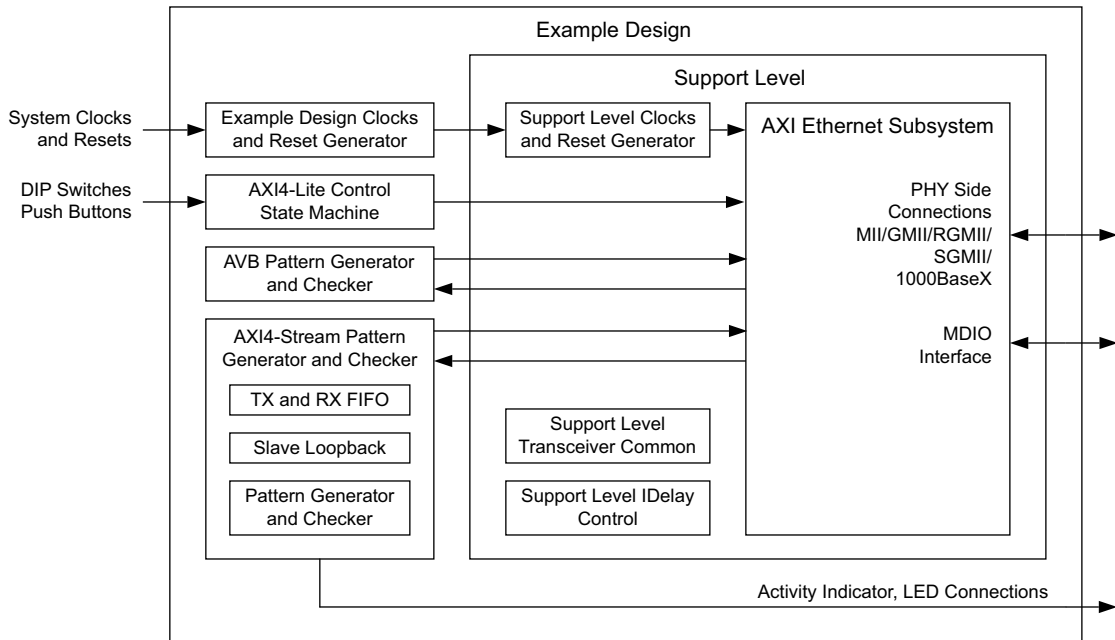 Example Design
Support Level
System Clocks
and Resets
Example Design Clocks
and Reset Generator
Support Level Clocks
and Reset Generator
AXI Ethernet Subsystem
DIP Switches
Push Buttons
AXI4-Lite Control
State Machine
PHY Side
Connections
MII/GMII/RGMII/
SGMII/
1000BaseX
AVB Pattern Generator
and Checker
AXI4-Stream Pattern
Generator and Checker
MDIO
Interface
TX and RX FIFO
Slave Loopback
Pattern Generator
and Checker
Support Level
Transceiver Common
Support Level IDelay
Control
Activity Indicator, LED Connections